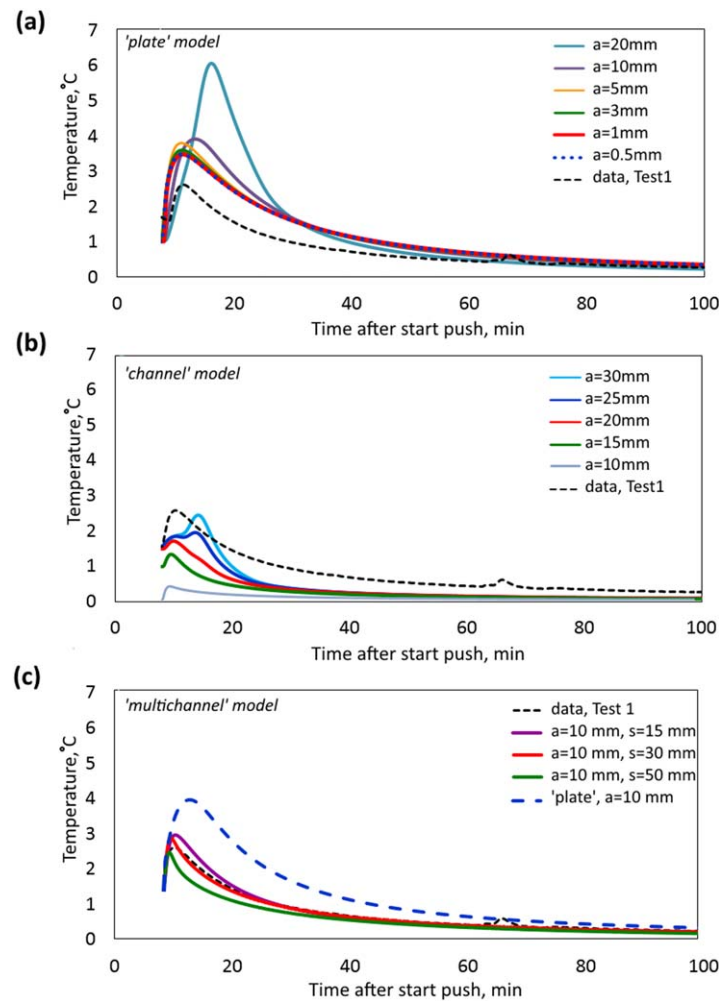 (a)
'plate' model
7
6
5
4
3
2
1
0
Temperature,°C
a=20mm
a=10mm
a=5mm
a=3mm
a=1mm
a=0.5mm
data, Test1
0 20 40 60 80 100
Time after start push, min
(b)
'channel' model
7
6
5
4
3
2
1
0
Temperature,°C
a=30mm
a=25mm
a=20mm
a=15mm
a=10mm
data, Test1
0 20 40 60 80 100
Time after start push, min
(c)
'multichannel' model
7
6
5
4
3
2
1
0
Temperature,°C
data, Test 1
a=10 mm, s=15 mm
a=10 mm, s=30 mm
a=10 mm, s=50 mm
'plate', a=10 mm
0 20 40 60 80 100
Time after start push, min